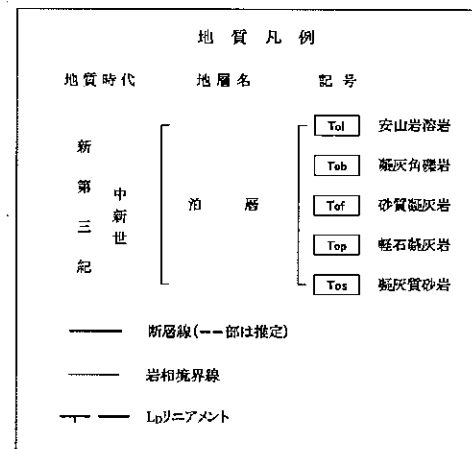 地質凡例
地質時代 地層名 記号
新第三紀 中新世 泊層
Tol 安山岩溶岩
Tob 凝灰角礫岩
Tof 砂質凝灰岩
Top 軽石凝灰岩
Tos 凝灰質砂岩
断層線(---部は推定)
岩相境界線
LDリニアメント